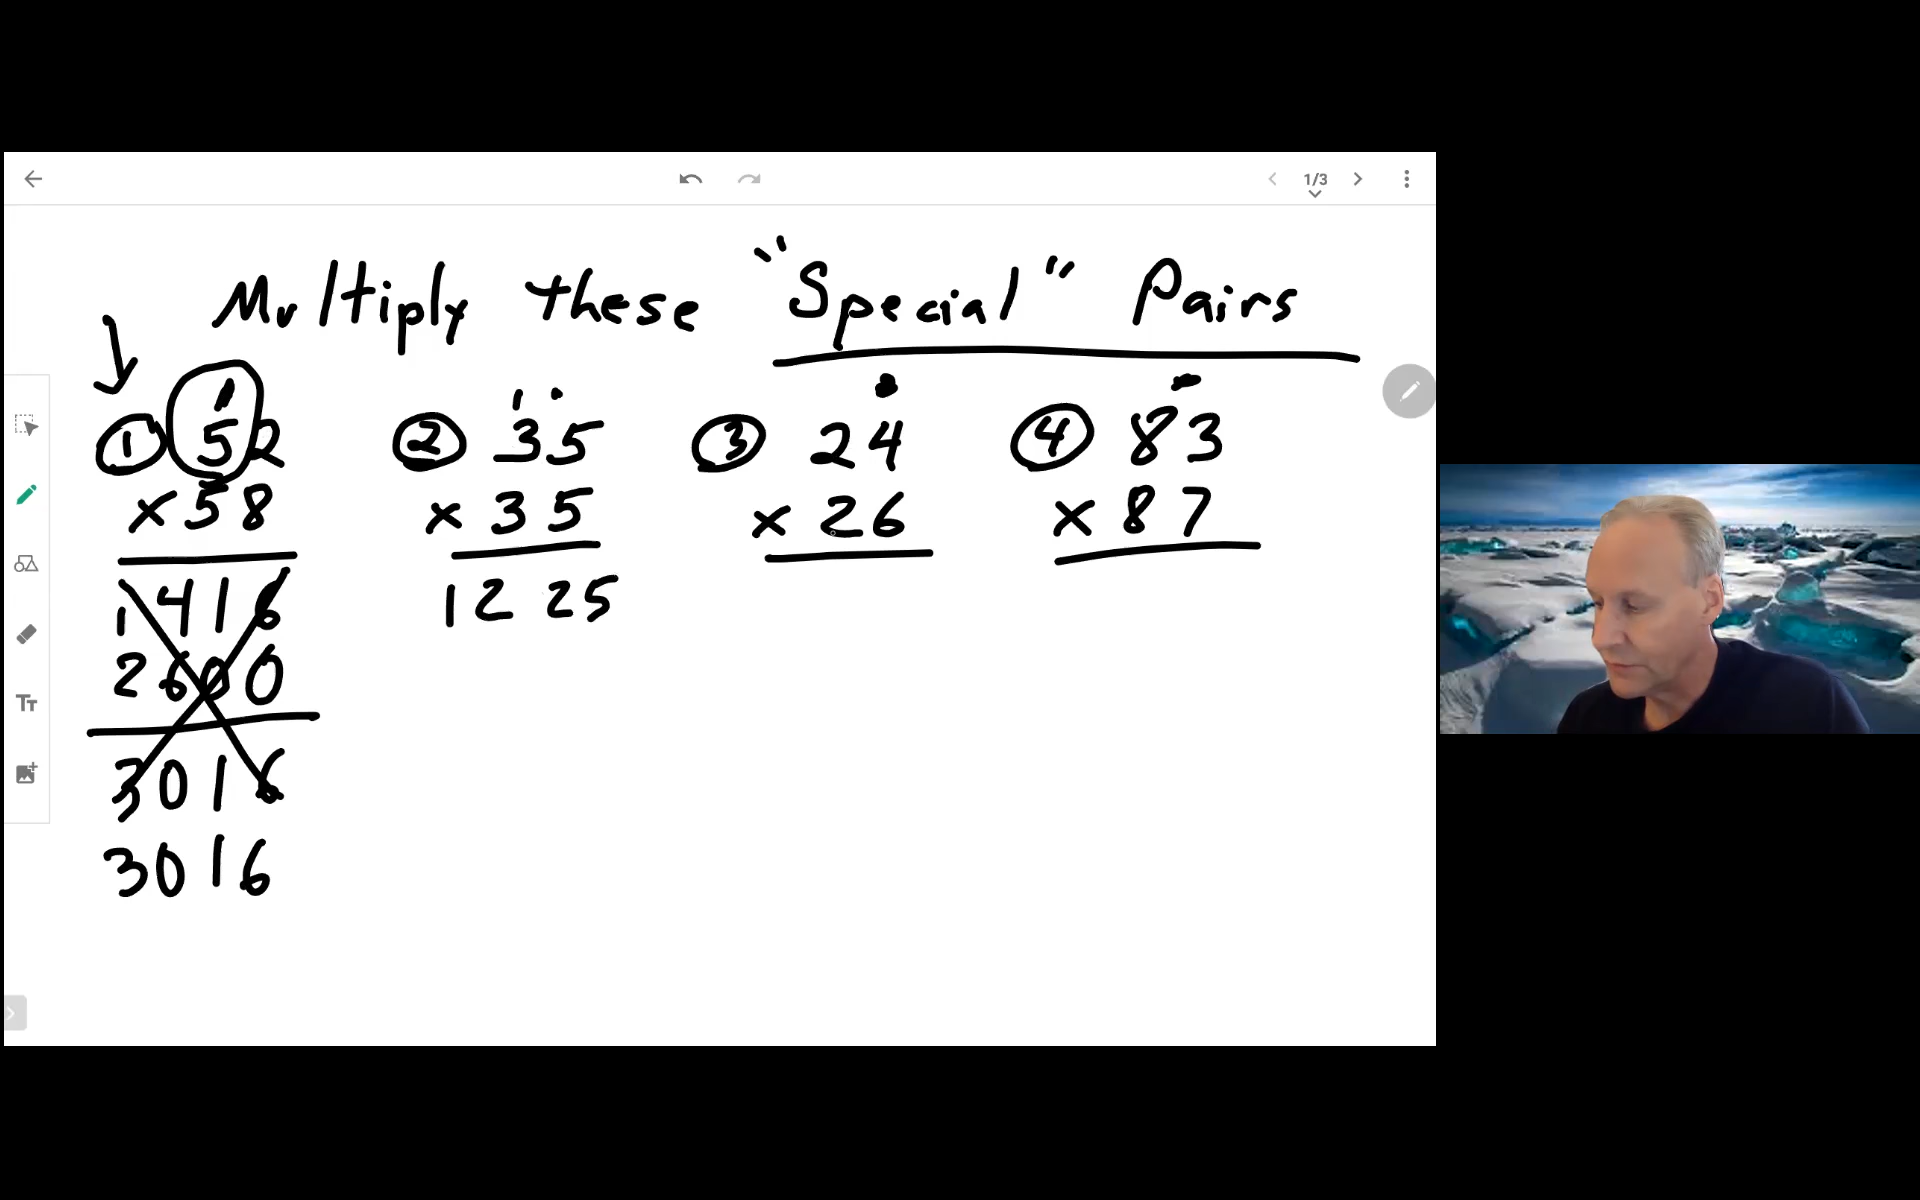 1/3
Multiply these "Special" Pairs
① 52 ② 35 ③ 24 ④ 83
x 58 x 35 x 26 x 87
1416 1225
2600
3016
3016
Tт